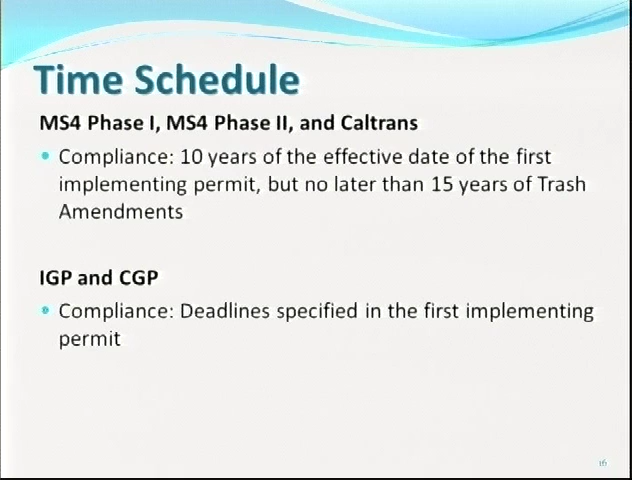 Time Schedule
MS4 Phase I, MS4 Phase II, and Caltrans
Compliance: 10 years of the effective date of the first
implementing permit, but no later than 15 years of Trash
Amendments
IGP and CGP
Compliance: Deadlines specified in the first implementing
permit
16